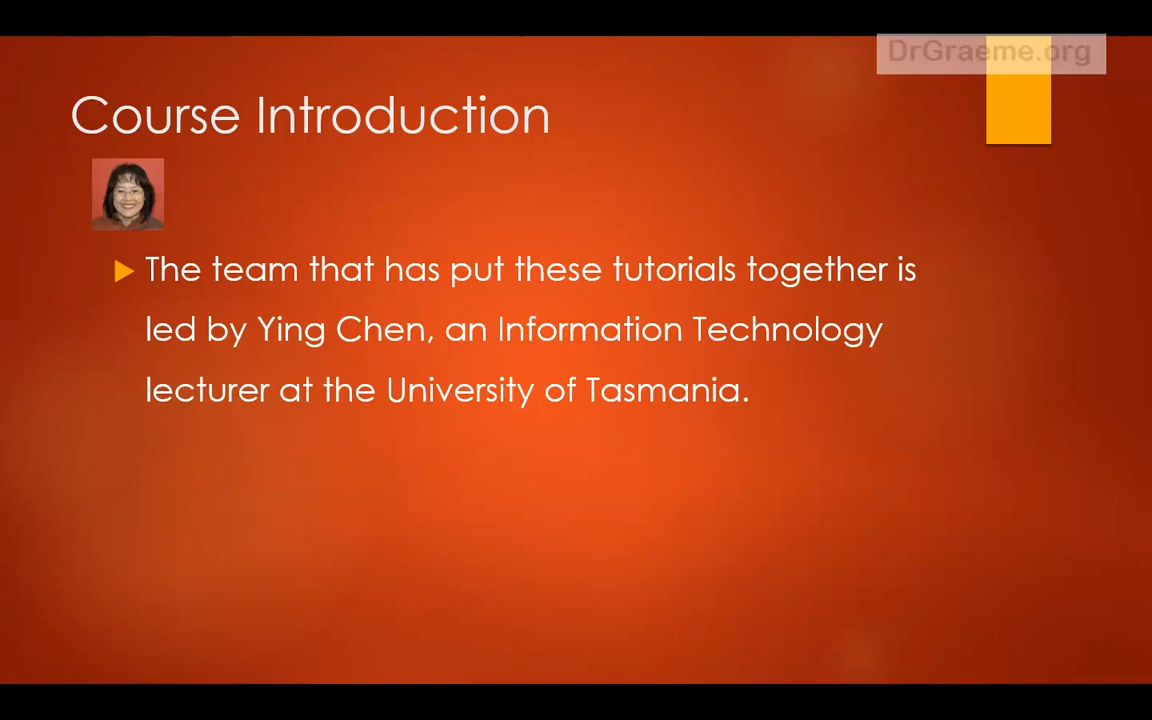 DrGraeme.org
Course Introduction
The team that has put these tutorials together is
led by Ying Chen, an Information Technology
lecturer at the University of Tasmania.